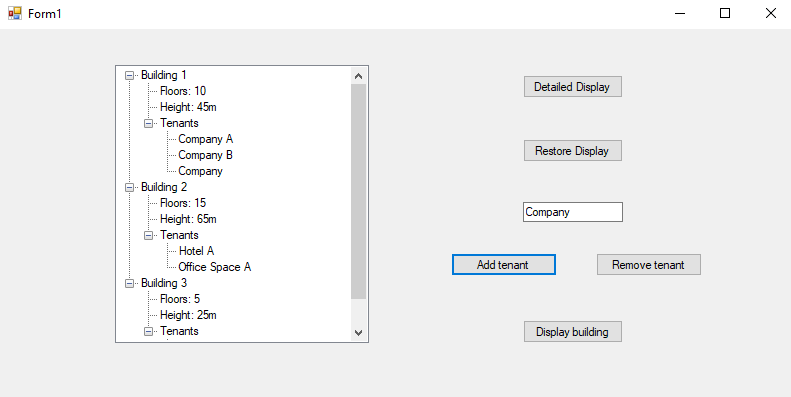 Form1
Building 1
Floors: 10
Height: 45m
Tenants
Company A
Company B
Company
Building 2
Floors: 15
Height: 65m
Tenants
Hotel A
Office Space A
Building 3
Floors: 5
Height: 25m
Tenants
Detailed Display
Restore Display
Company
Add tenant
Remove tenant
Display building